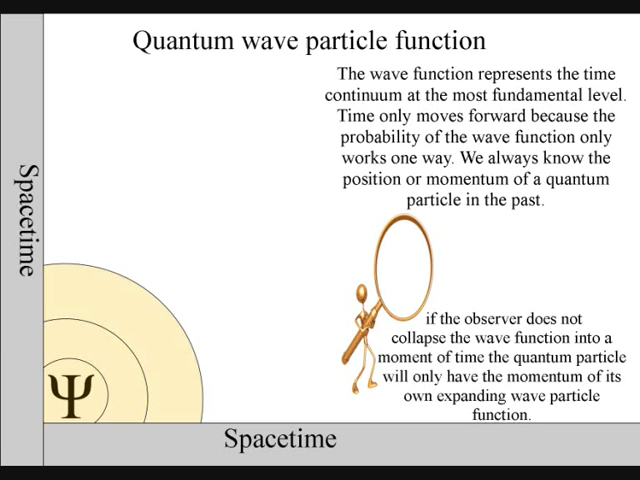 Quantum wave particle function
The wave function represents the time
continuum at the most fundamental level.
Time only moves forward because the
probability of the wave function only
works one way. We always know the
position or momentum of a quantum
particle in the past.
Spacetime
if the observer does not
collapse the wave function into a
moment of time the quantum particle
will only have the momentum of its
own expanding wave particle
function.
Ψ
Spacetime